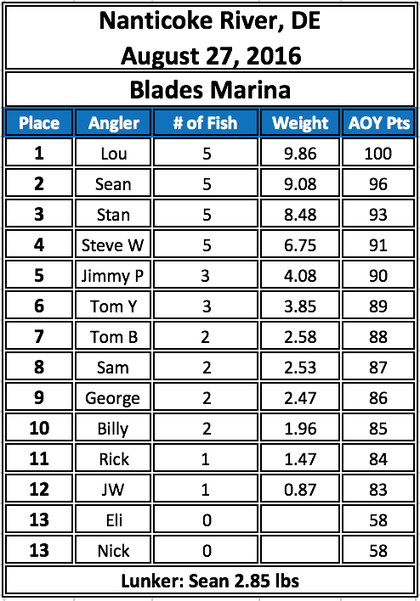 Nanticoke River, DE
August 27, 2016
Blades Marina
Place Angler # of Fish Weight AOY Pts
1 Lou 5 9.86 100
2 Sean 5 9.08 96
3 Stan 5 8.48 93
4 Steve W 5 6.75 91
5 Jimmy P 3 4.08 90
6 Tom Y 3 3.85 89
7 Tom B 2 2.58 88
8 Sam 2 2.53 87
9 George 2 2.47 86
10 Billy 2 1.96 85
11 Rick 1 1.47 84
12 JW 1 0.87 83
13 Eli 0 58
13 Nick 0 58
Lunker: Sean 2.85 lbs